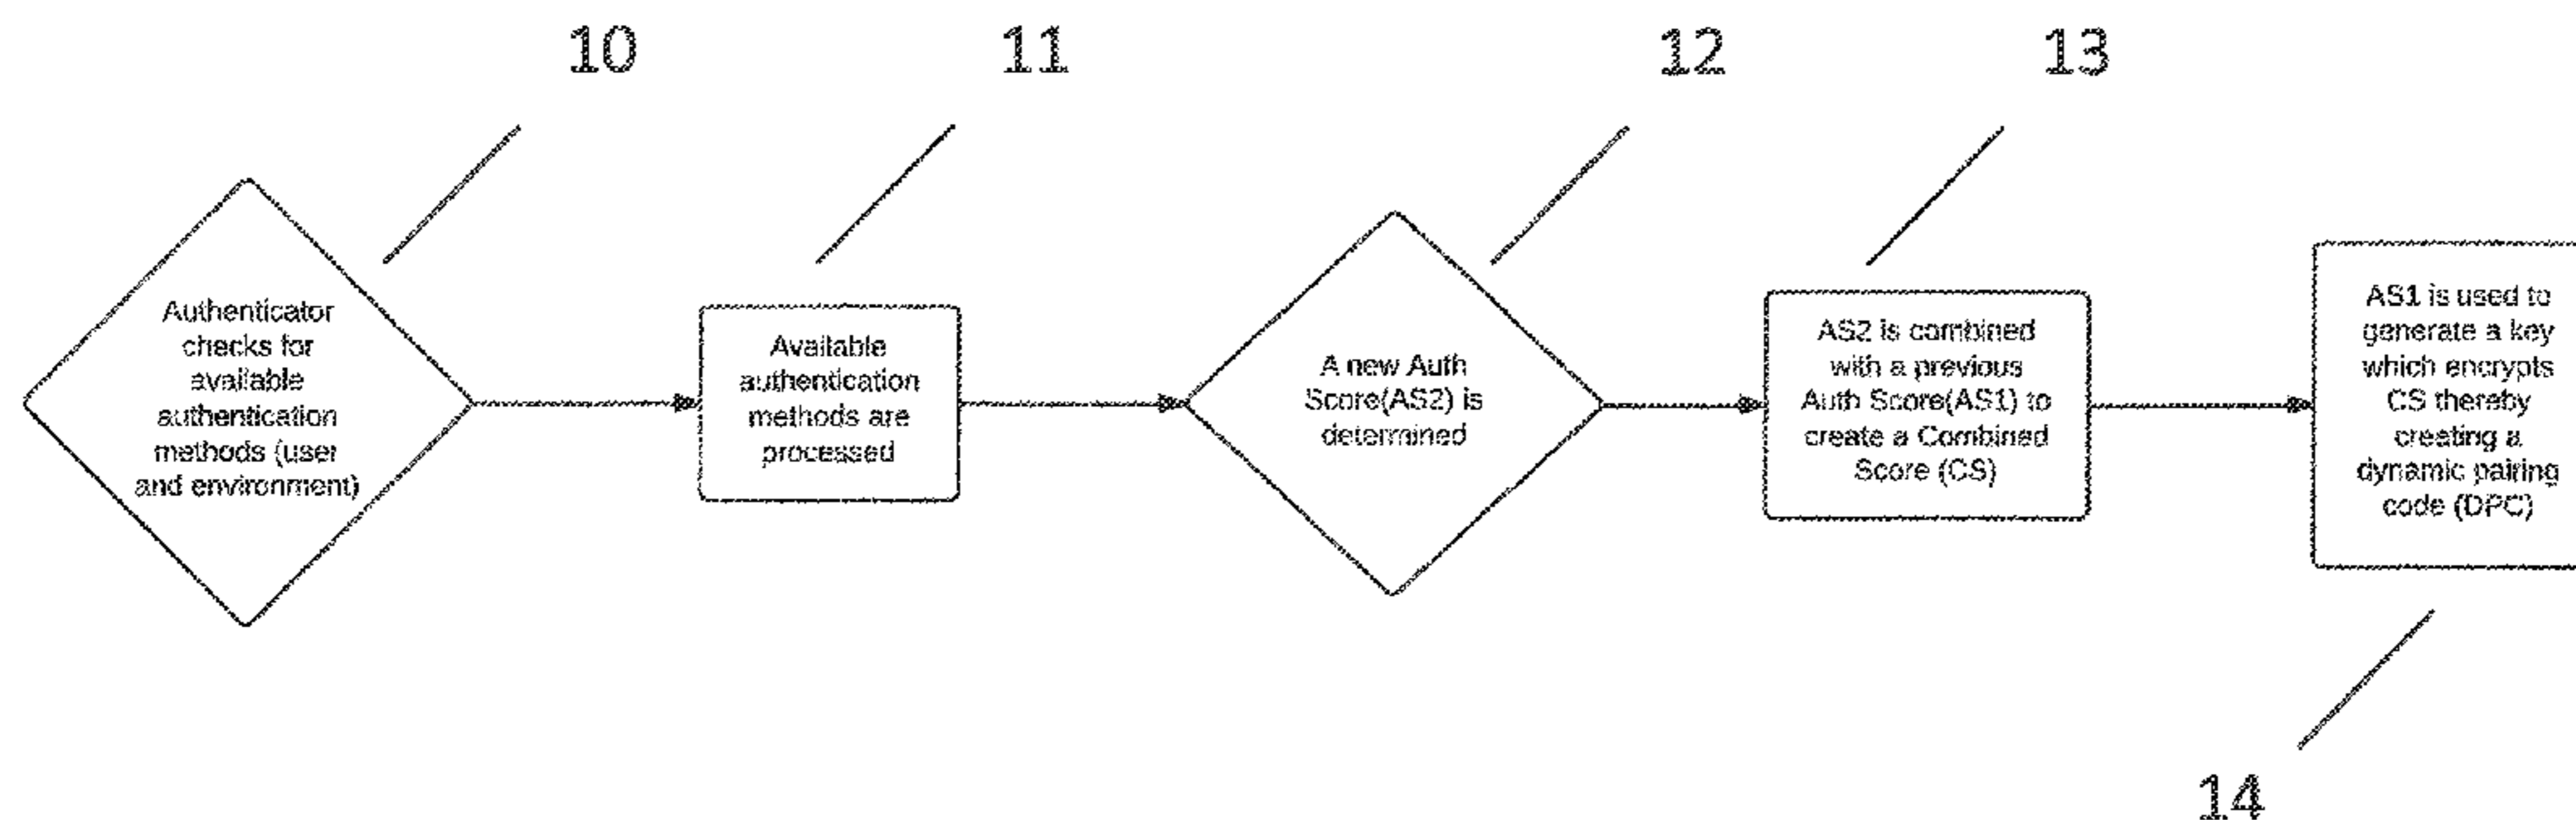 10
11
12
13
Authenticator
checks for
available
authentication
methods (user
and environment)
Available
authentication
methods are
processed
A new Auth
Score(AS2) is
determined
AS2 is combined
with a previous
Auth Score(AS1) to
create a Combined
Score (CS)
AS1 is used to
generate a key
which encrypts
CS thereby
creating a
dynamic pairing
code (DPC)
14